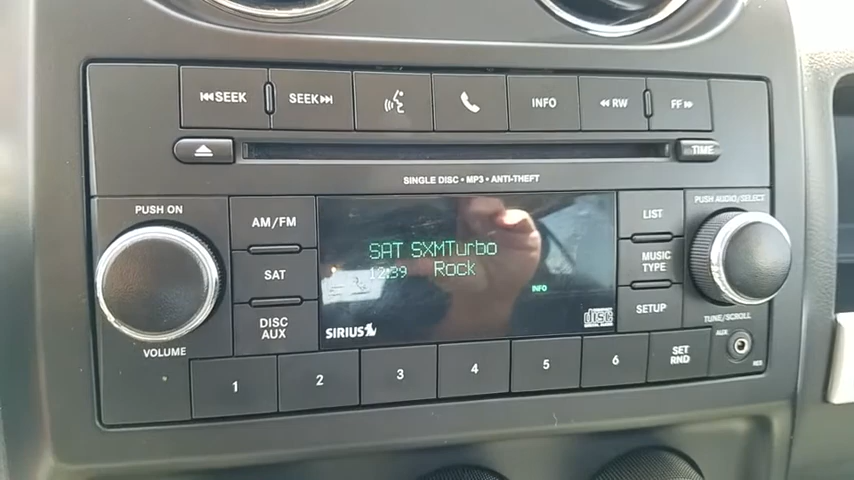 SEEK
SEEK
INFO
RW
FF
TIME
SINGLE DISC • MP3 • ANTI-THEFT
PUSH ON
AM/FM
SAT
DISC
AUX
VOLUME
SAT SXMTurbo
12:39 Rock
INFO
SIRIUS
disc
LIST
MUSIC
TYPE
SETUP
PUSH AUDIO/SELECT
TUNE/SCROLL
1
2
3
4
5
6
SET
RND
AUX